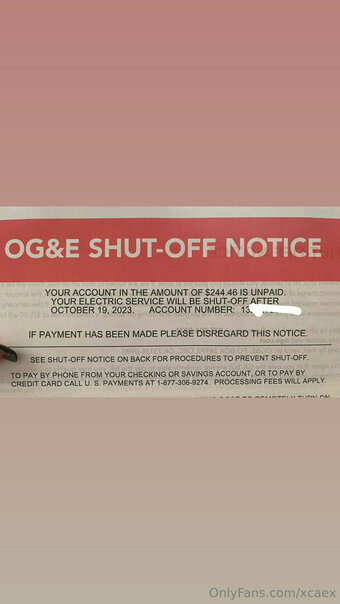 OG&E SHUT-OFF NOTICE
YOUR ACCOUNT IN THE AMOUNT OF $244.46 IS UNPAID.
YOUR ELECTRIC SERVICE WILL BE SHUT-OFF AFTER
OCTOBER 19, 2023. ACCOUNT NUMBER:
IF PAYMENT HAS BEEN MADE PLEASE DISREGARD THIS NOTICE.
SEE SHUT-OFF NOTICE ON BACK FOR PROCEDURES TO PREVENT SHUT-OFF.
TO PAY BY PHONE FROM YOUR CHECKING OR SAVINGS ACCOUNT, OR TO PAY BY
CREDIT CARD CALL U.S. PAYMENTS AT 1-877-306-9274. PROCESSING FEES WILL APPLY.
OnlyFans.com/xcaex